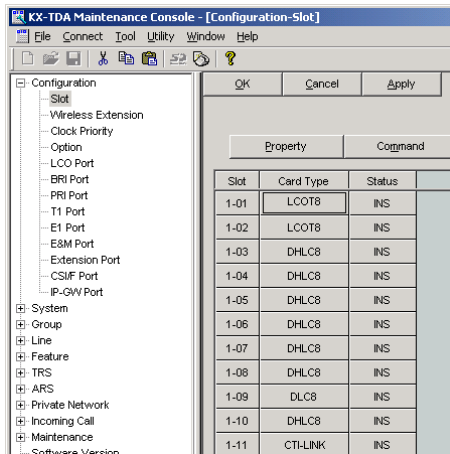 KX-TDA Maintenance Console - [Configuration-Slot]
File Connect Tool Utility Window Help
Configuration
Slot
Wireless Extension
Clock Priority
Option
LCO Port
BRI Port
PRI Port
T1 Port
E1 Port
E&M Port
Extension Port
CSI/F Port
IP-GW Port
System
Group
Line
Feature
TRS
ARS
Private Network
Incoming Call
Maintenance
Software Version
OK Cancel Apply
Property Command
Slot Card Type Status
1-01 LCOT8 INS
1-02 LCOT8 INS
1-03 DHLC8 INS
1-04 DHLC8 INS
1-05 DHLC8 INS
1-06 DHLC8 INS
1-07 DHLC8 INS
1-08 DHLC8 INS
1-09 DLC8 INS
1-10 DHLC8 INS
1-11 CTI-LINK INS